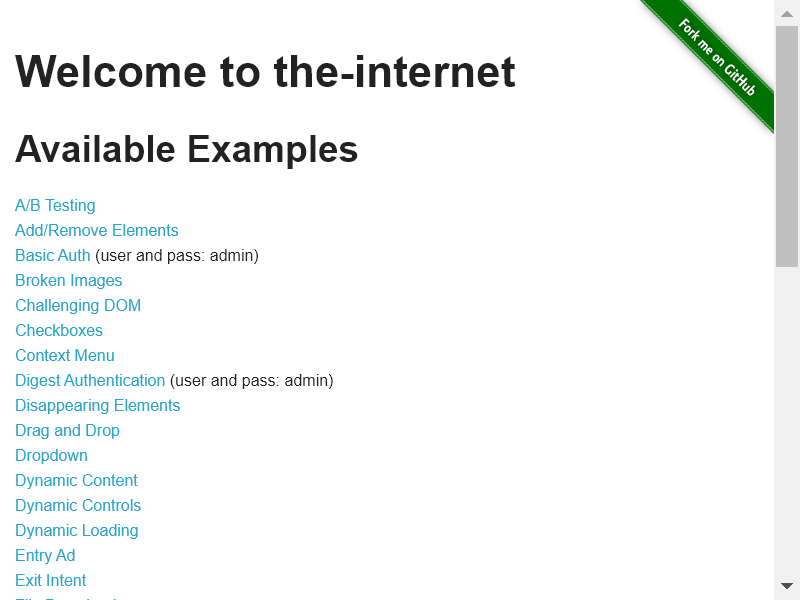 Fork me on GitHub
Welcome to the-internet
Available Examples
A/B Testing
Add/Remove Elements
Basic Auth (user and pass: admin)
Broken Images
Challenging DOM
Checkboxes
Context Menu
Digest Authentication (user and pass: admin)
Disappearing Elements
Drag and Drop
Dropdown
Dynamic Content
Dynamic Controls
Dynamic Loading
Entry Ad
Exit Intent